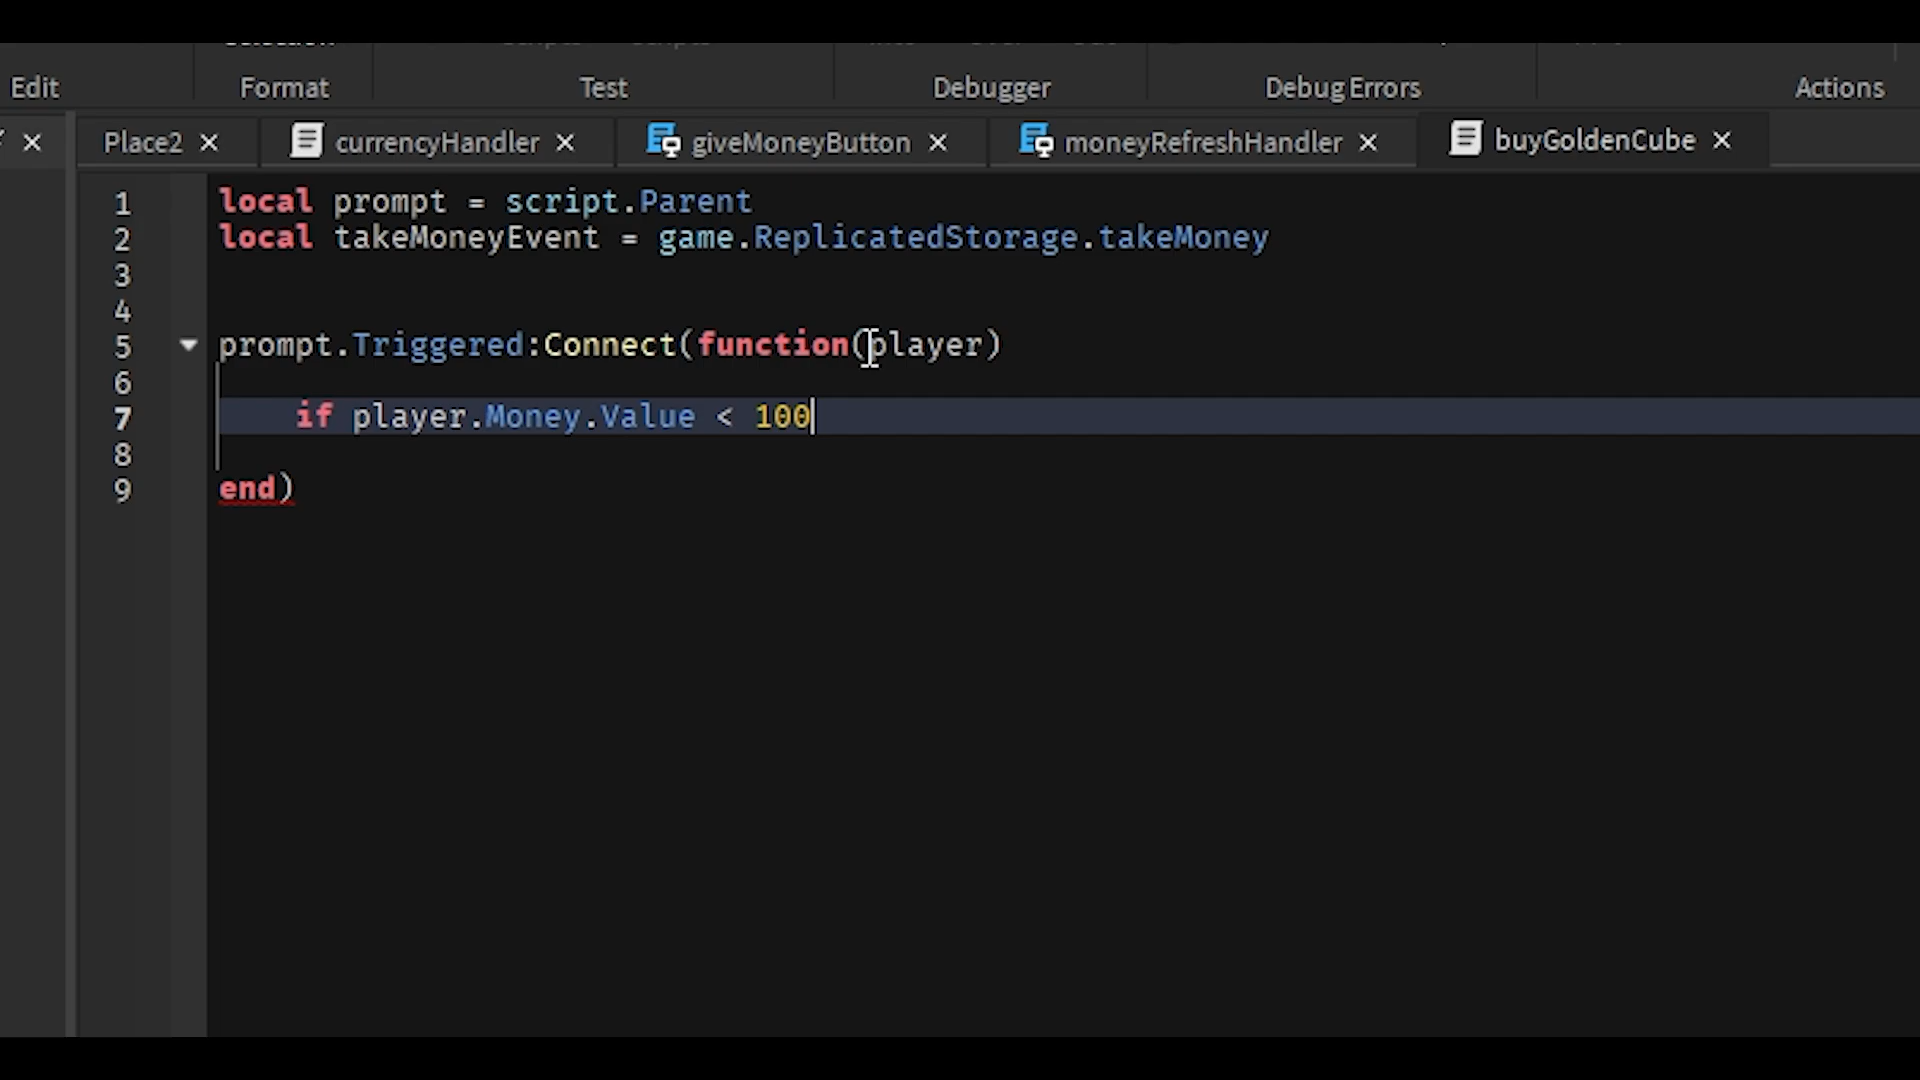 Edit Format Test Debugger Debug Errors Actions
Place2 currencyHandler giveMoneyButton moneyRefreshHandler buyGoldenCube
1 local prompt = script.Parent
2 local takeMoneyEvent = game.ReplicatedStorage.takeMoney
3
4
5 prompt.Triggered:Connect(function(player)
6
7 if player.Money.Value < 100
8
9 end)